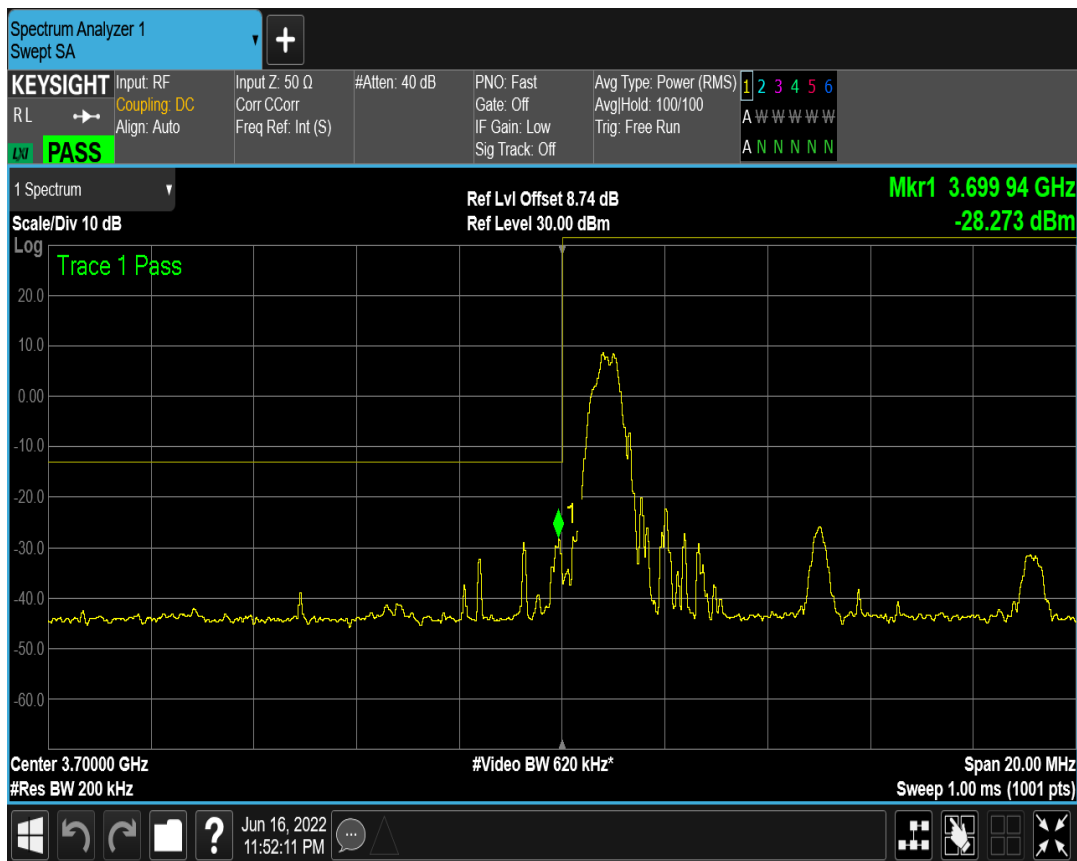 Spectrum Analyzer 1
Swept SA
+
KEYSIGHT
R L
LXI PASS
Input: RF
Coupling: DC
Align: Auto
Input Z: 50 Ω
Corr CCorr
Freq Ref: Int (S)
#Atten: 40 dB
PNO: Fast
Gate: Off
IF Gain: Low
Sig Track: Off
Avg Type: Power (RMS)
Avg|Hold: 100/100
Trig: Free Run
1 2 3 4 5 6
A W W W W W
A N N N N N
1 Spectrum
Scale/Div 10 dB
Ref Lvl Offset 8.74 dB
Ref Level 30.00 dBm
Mkr1 3.699 94 GHz
-28.273 dBm
Log
Trace 1 Pass
20.0
10.0
0.00
-10.0
-20.0
1
-30.0
-40.0
-50.0
-60.0
Center 3.70000 GHz
#Video BW 620 kHz*
Span 20.00 MHz
#Res BW 200 kHz
Sweep 1.00 ms (1001 pts)
?
Jun 16, 2022
11:52:11 PM